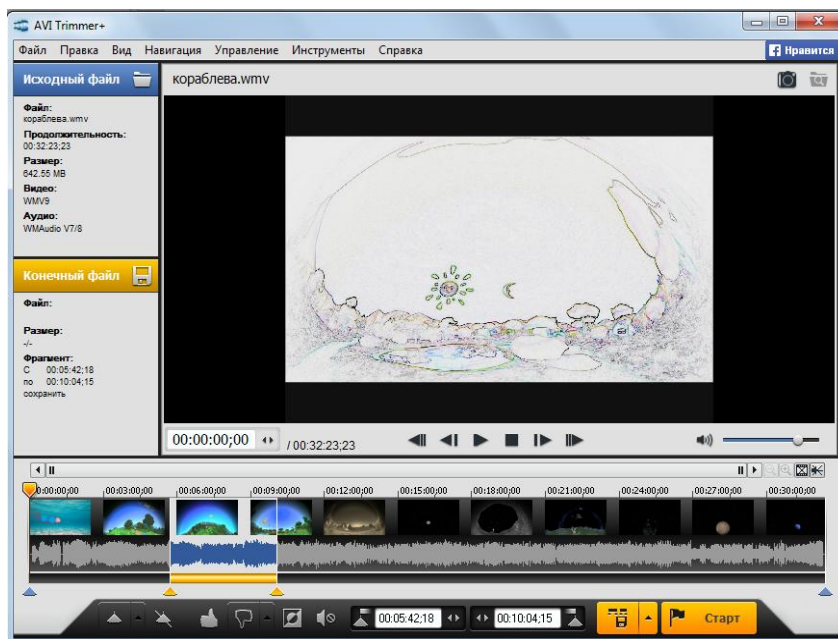 AVI Trimmer+
Файл Правка Вид Навигация Управление Инструменты Справка
Нравится
Исходный файл
кораблева.wmv
Файл:
кораблева.wmv
Продолжительность:
00:32:23;23
Размер:
642.55 MB
Видео:
WMV9
Аудио:
WMAudio V7/8
Конечный файл
Файл:
Размер:
-/-
Фрагмент:
С 00:05:42;18
по 00:10:04;15
сохранить
00:00:00;00 / 00:32:23;23
0:00:00;00 00:03:00;00 00:06:00;00 00:09:00;00 00:12:00;00 00:15:00;00 00:18:00;00 00:21:00;00 00:24:00;00 00:27:00;00 00:30:00;00
00:05:42;18 00:10:04;15 Старт